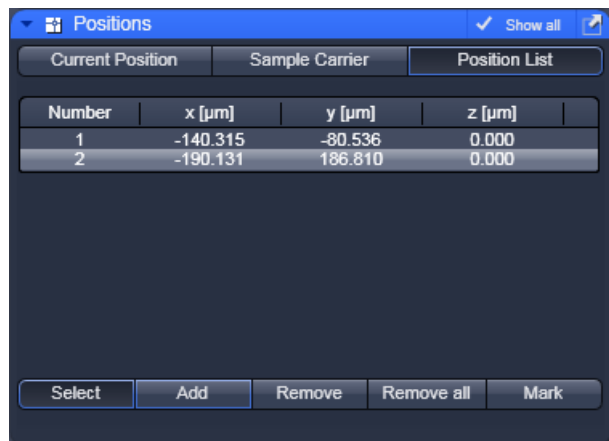 Positions Show all
Current Position Sample Carrier Position List
Number x [µm] y [µm] z [µm]
1 -140.315 -80.536 0.000
2 -190.131 186.810 0.000
Select Add Remove Remove all Mark